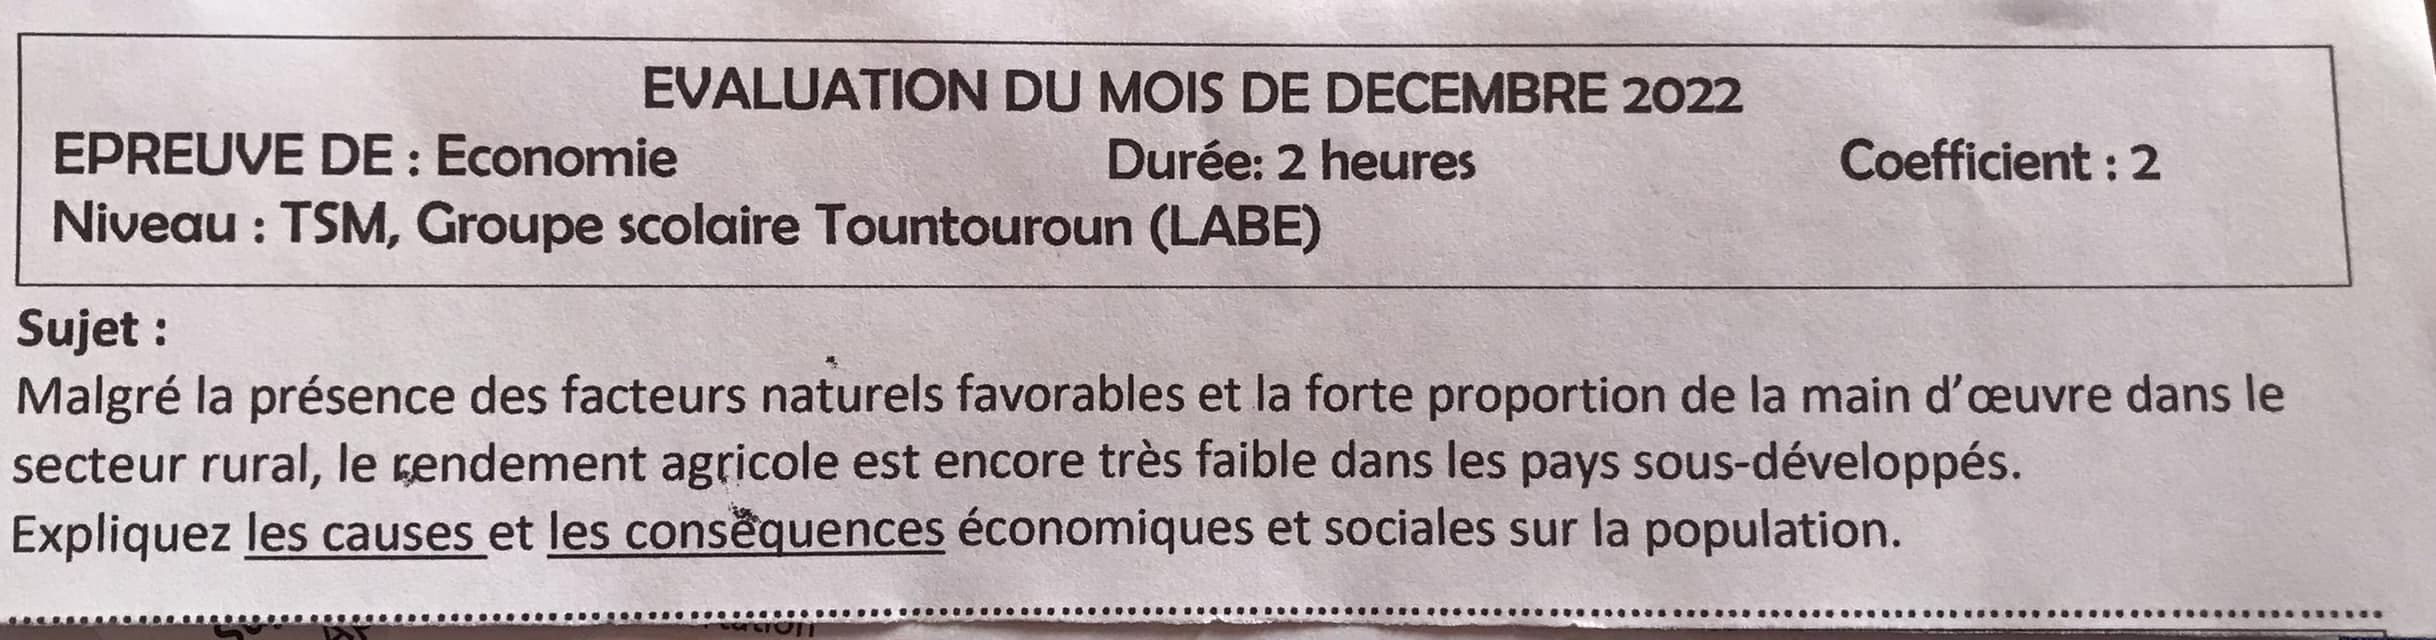 EVALUATION DU MOIS DE DECEMBRE 2022
EPREUVE DE : Economie Durée: 2 heures Coefficient : 2
Niveau : TSM, Groupe scolaire Tountouroun (LABE)
Sujet :
Malgré la présence des facteurs naturels favorables et la forte proportion de la main d'œuvre dans le
secteur rural, le rendement agricole est encore très faible dans les pays sous-développés.
Expliquez les causes et les conséquences économiques et sociales sur la population.